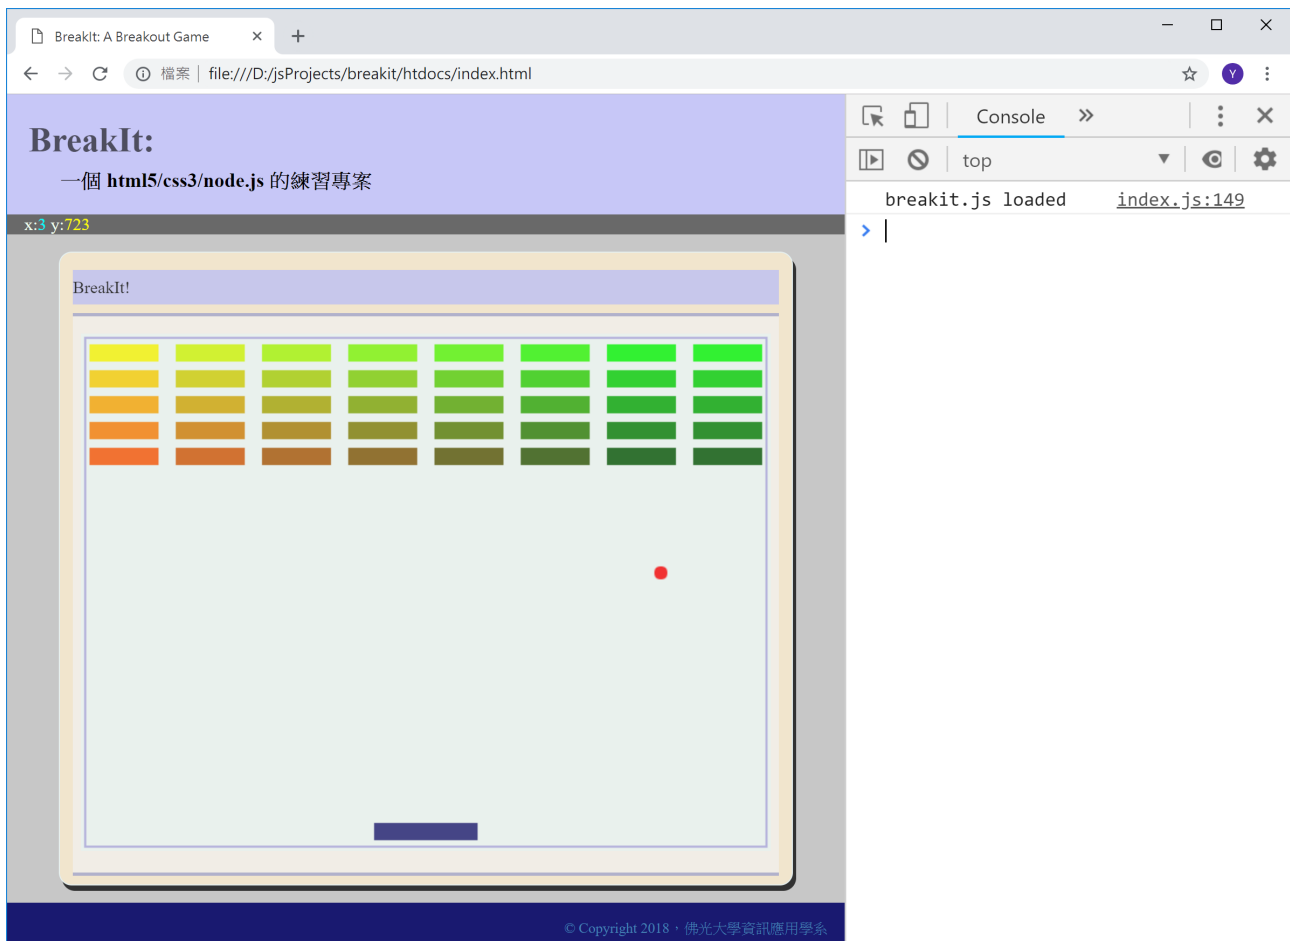 BreakIt: A Breakout Game
檔案 file:///D:/jsProjects/breakit/htdocs/index.html
Y
BreakIt:
一個 html5/css3/node.js 的練習專案
x:3 y:723
BreakIt!
© Copyright 2018，佛光大學資訊應用學系
Console
top
breakit.js loaded index.js:149